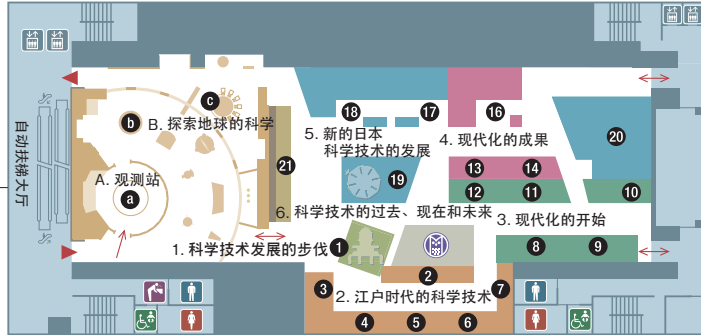 c
b
B. 探索地球的科学
A. 观测站
a
自动扶梯大厅
18
17
16
5. 新的日本
科学技术的发展
4. 现代化的成果
20
21
19
13
14
12
11
10
6. 科学技术的过去、现在和未来
3. 现代化的开始
1. 科学技术发展的步伐
1
8
9
2
3
2. 江户时代的科学技术
7
4
5
6